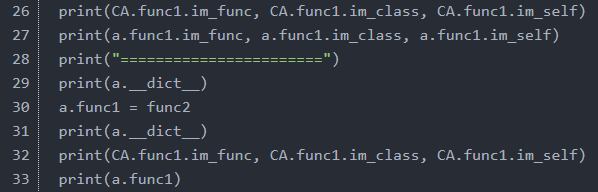 26 print(CA.func1.im_func, CA.func1.im_class, CA.func1.im_self)
27 print(a.func1.im_func, a.func1.im_class, a.func1.im_self)
28 print("=======================")
29 print(a.__dict__)
30 a.func1 = func2
31 print(a.__dict__)
32 print(CA.func1.im_func, CA.func1.im_class, CA.func1.im_self)
33 print(a.func1)